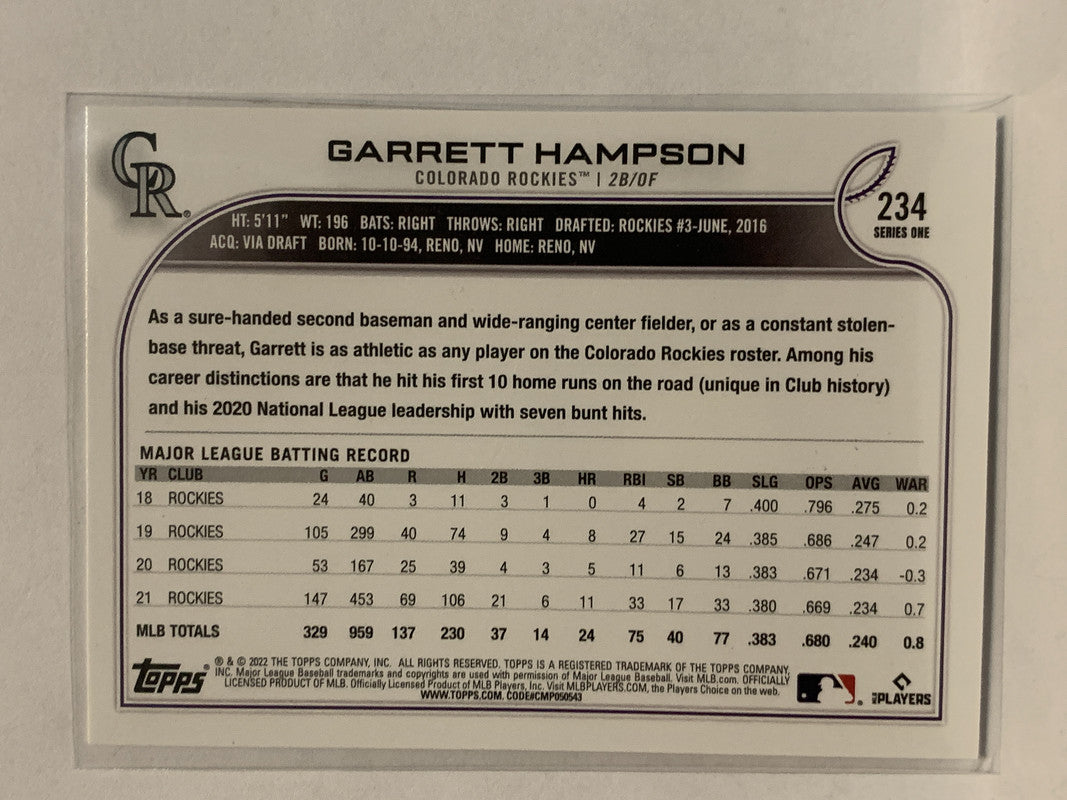 CR
GARRETT HAMPSON
COLORADO ROCKIES™ | 2B/OF
234
SERIES ONE
HT: 5'11" WT: 196 BATS: RIGHT THROWS: RIGHT DRAFTED: ROCKIES #3-JUNE, 2016
ACQ: VIA DRAFT BORN: 10-10-94, RENO, NV HOME: RENO, NV
As a sure-handed second baseman and wide-ranging center fielder, or as a constant stolen-
base threat, Garrett is as athletic as any player on the Colorado Rockies roster. Among his
career distinctions are that he hit his first 10 home runs on the road (unique in Club history)
and his 2020 National League leadership with seven bunt hits.
MAJOR LEAGUE BATTING RECORD
YR CLUB G AB R H 2B 3B HR RBI SB BB SLG OPS AVG WAR
18 ROCKIES 24 40 3 11 3 1 0 4 2 7 .400 .796 .275 0.2
19 ROCKIES 105 299 40 74 9 4 8 27 15 24 .385 .686 .247 0.2
20 ROCKIES 53 167 25 39 4 3 5 11 6 13 .383 .671 .234 -0.3
21 ROCKIES 147 453 69 106 21 6 11 33 17 33 .380 .669 .234 0.7
MLB TOTALS 329 959 137 230 37 14 24 75 40 77 .383 .680 .240 0.8
Topps®
® & © 2022 THE TOPPS COMPANY, INC. ALL RIGHTS RESERVED. TOPPS IS A REGISTERED TRADEMARK OF THE TOPPS COMPANY,
INC. Major League Baseball trademarks and copyrights are used with permission of Major League Baseball. Visit MLB.com. OFFICIALLY
LICENSED PRODUCT OF MLB. Officially Licensed Product of MLB Players, Inc. Visit MLBPLAYERS.COM, the Players Choice on the web.
WWW.TOPPS.COM. CODE#CMP050543
MLB PLAYERS